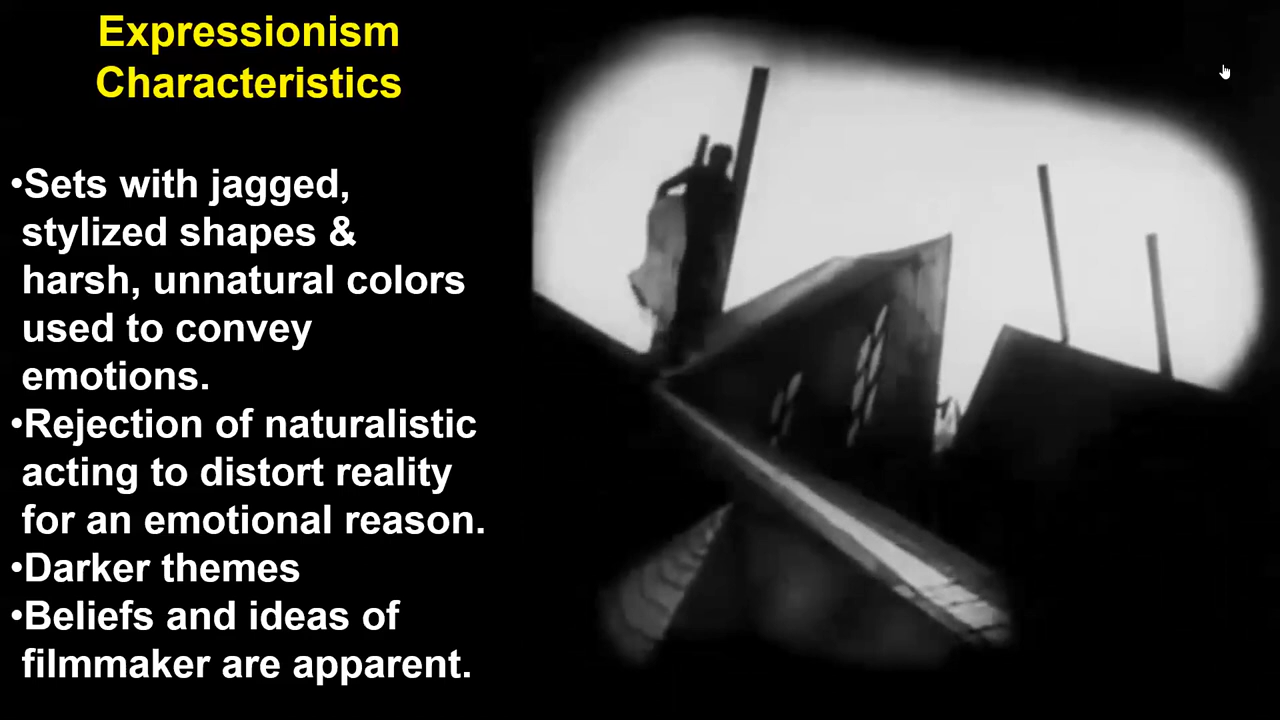 Expressionism
Characteristics
•Sets with jagged,
stylized shapes &
harsh, unnatural colors
used to convey
emotions.
•Rejection of naturalistic
acting to distort reality
for an emotional reason.
•Darker themes
•Beliefs and ideas of
filmmaker are apparent.